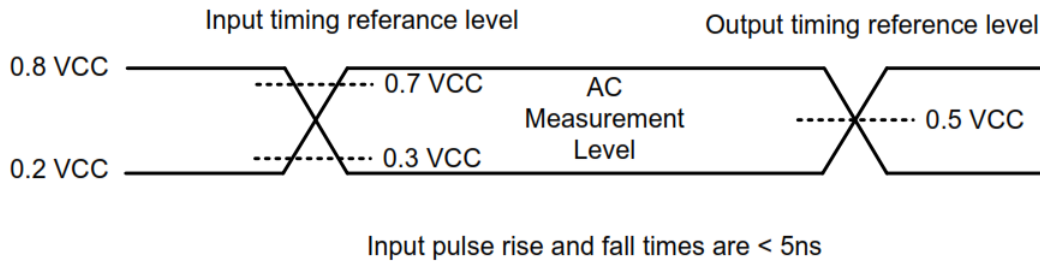 Input timing referance level
Output timing reference level
0.8 VCC
0.7 VCC
AC
Measurement
Level
0.5 VCC
0.3 VCC
0.2 VCC
Input pulse rise and fall times are < 5ns